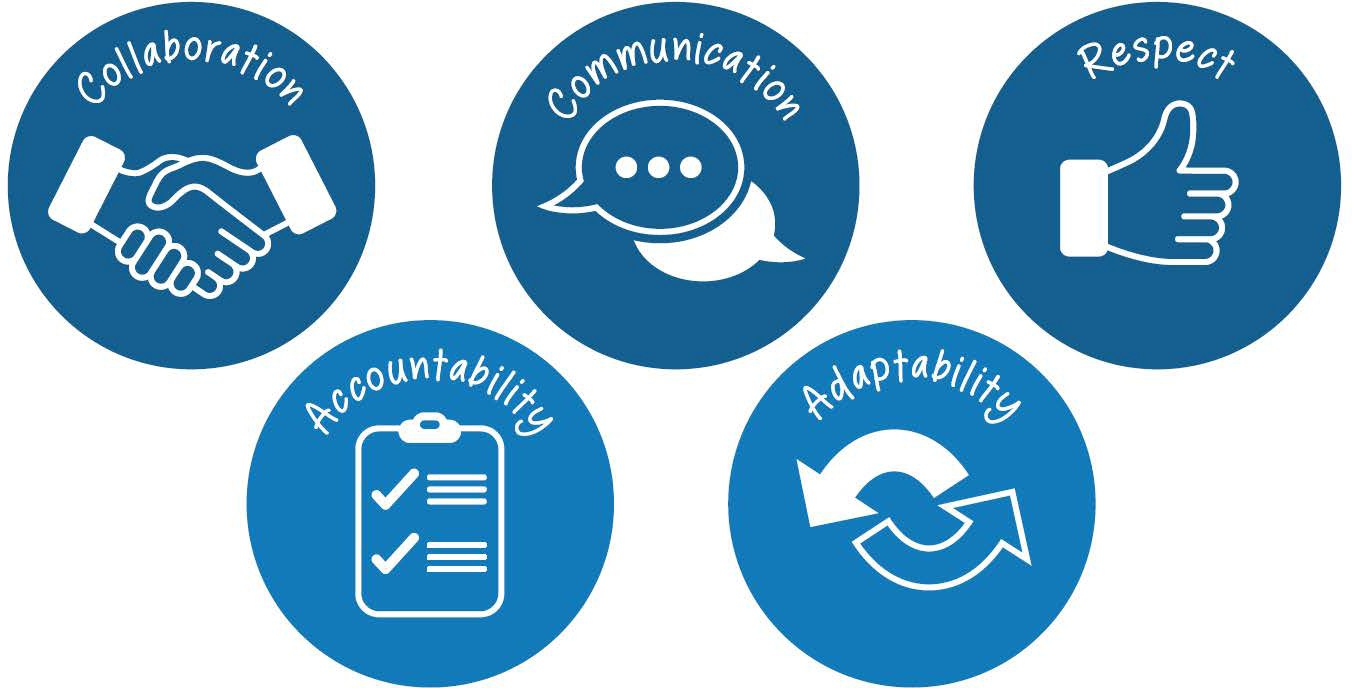 Collaboration
Communication
Respect
Accountability
Adaptability